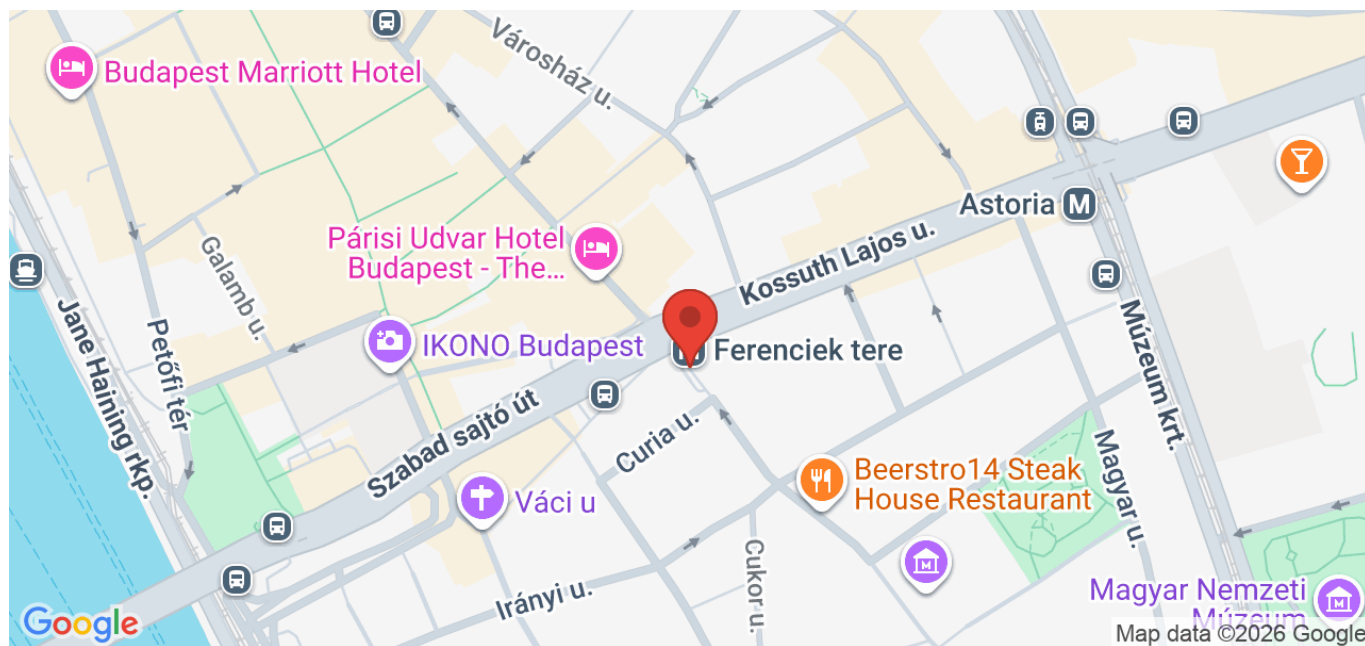 Budapest Marriott Hotel
Városház u.
Astoria
M
Kossuth Lajos u.
Párisi Udvar Hotel
Budapest - The...
Galamb u.
Petőfi tér
Jane Haining rkp.
IKONO Budapest
Ferenciek tere
Szabad sajtó út
Múzeum krt.
Curia u.
Váci u
Beerstro14 Steak
House Restaurant
Magyar u.
Cukor u.
Irányi u.
M
Magyar Nemzeti
Múzeum
M
Google
Map data ©2026 Google